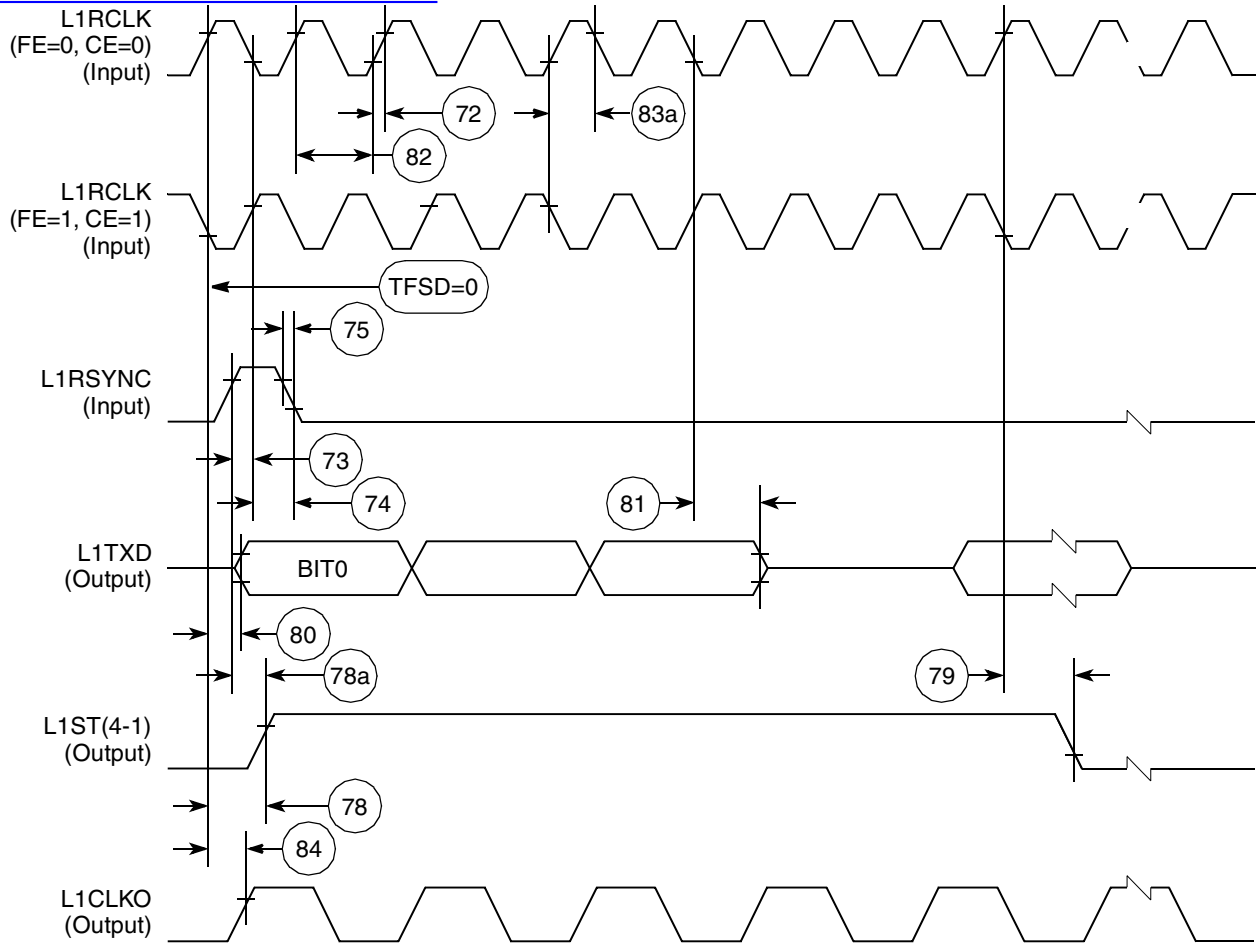 L1RCLK
(FE=0, CE=0)
(Input)
72
83a
82
L1RCLK
(FE=1, CE=1)
(Input)
TFSD=0
75
L1RSYNC
(Input)
73
74
81
L1TXD
(Output)
BIT0
80
78a
79
L1ST(4-1)
(Output)
78
84
L1CLKO
(Output)